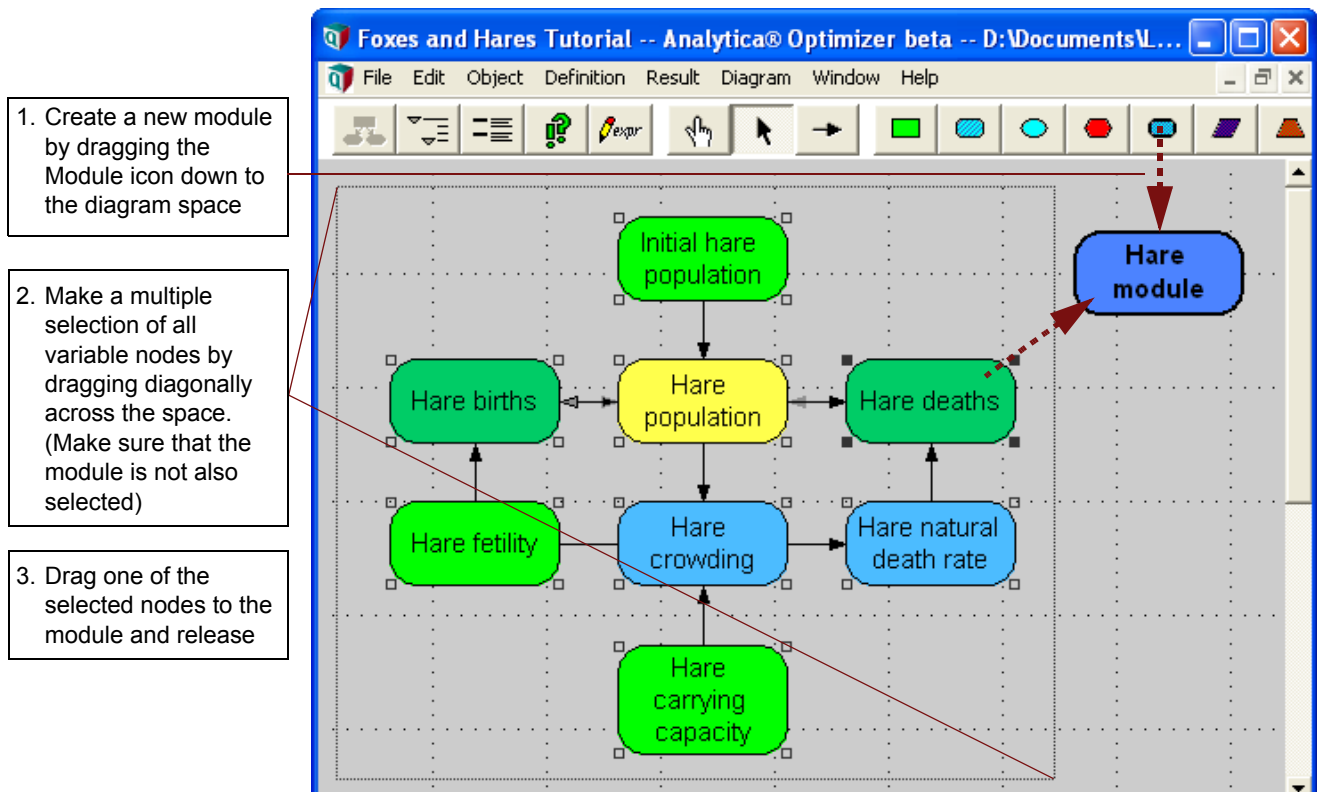 Foxes and Hares Tutorial -- Analytica® Optimizer beta -- D:\Documents\L...
File Edit Object Definition Result Diagram Window Help
expr
1. Create a new module
by dragging the
Module icon down to
the diagram space
2. Make a multiple
selection of all
variable nodes by
dragging diagonally
across the space.
(Make sure that the
module is not also
selected)
3. Drag one of the
selected nodes to the
module and release
Initial hare
population
Hare
module
Hare births
Hare
population
Hare deaths
Hare fetility
Hare
crowding
Hare natural
death rate
Hare
carrying
capacity